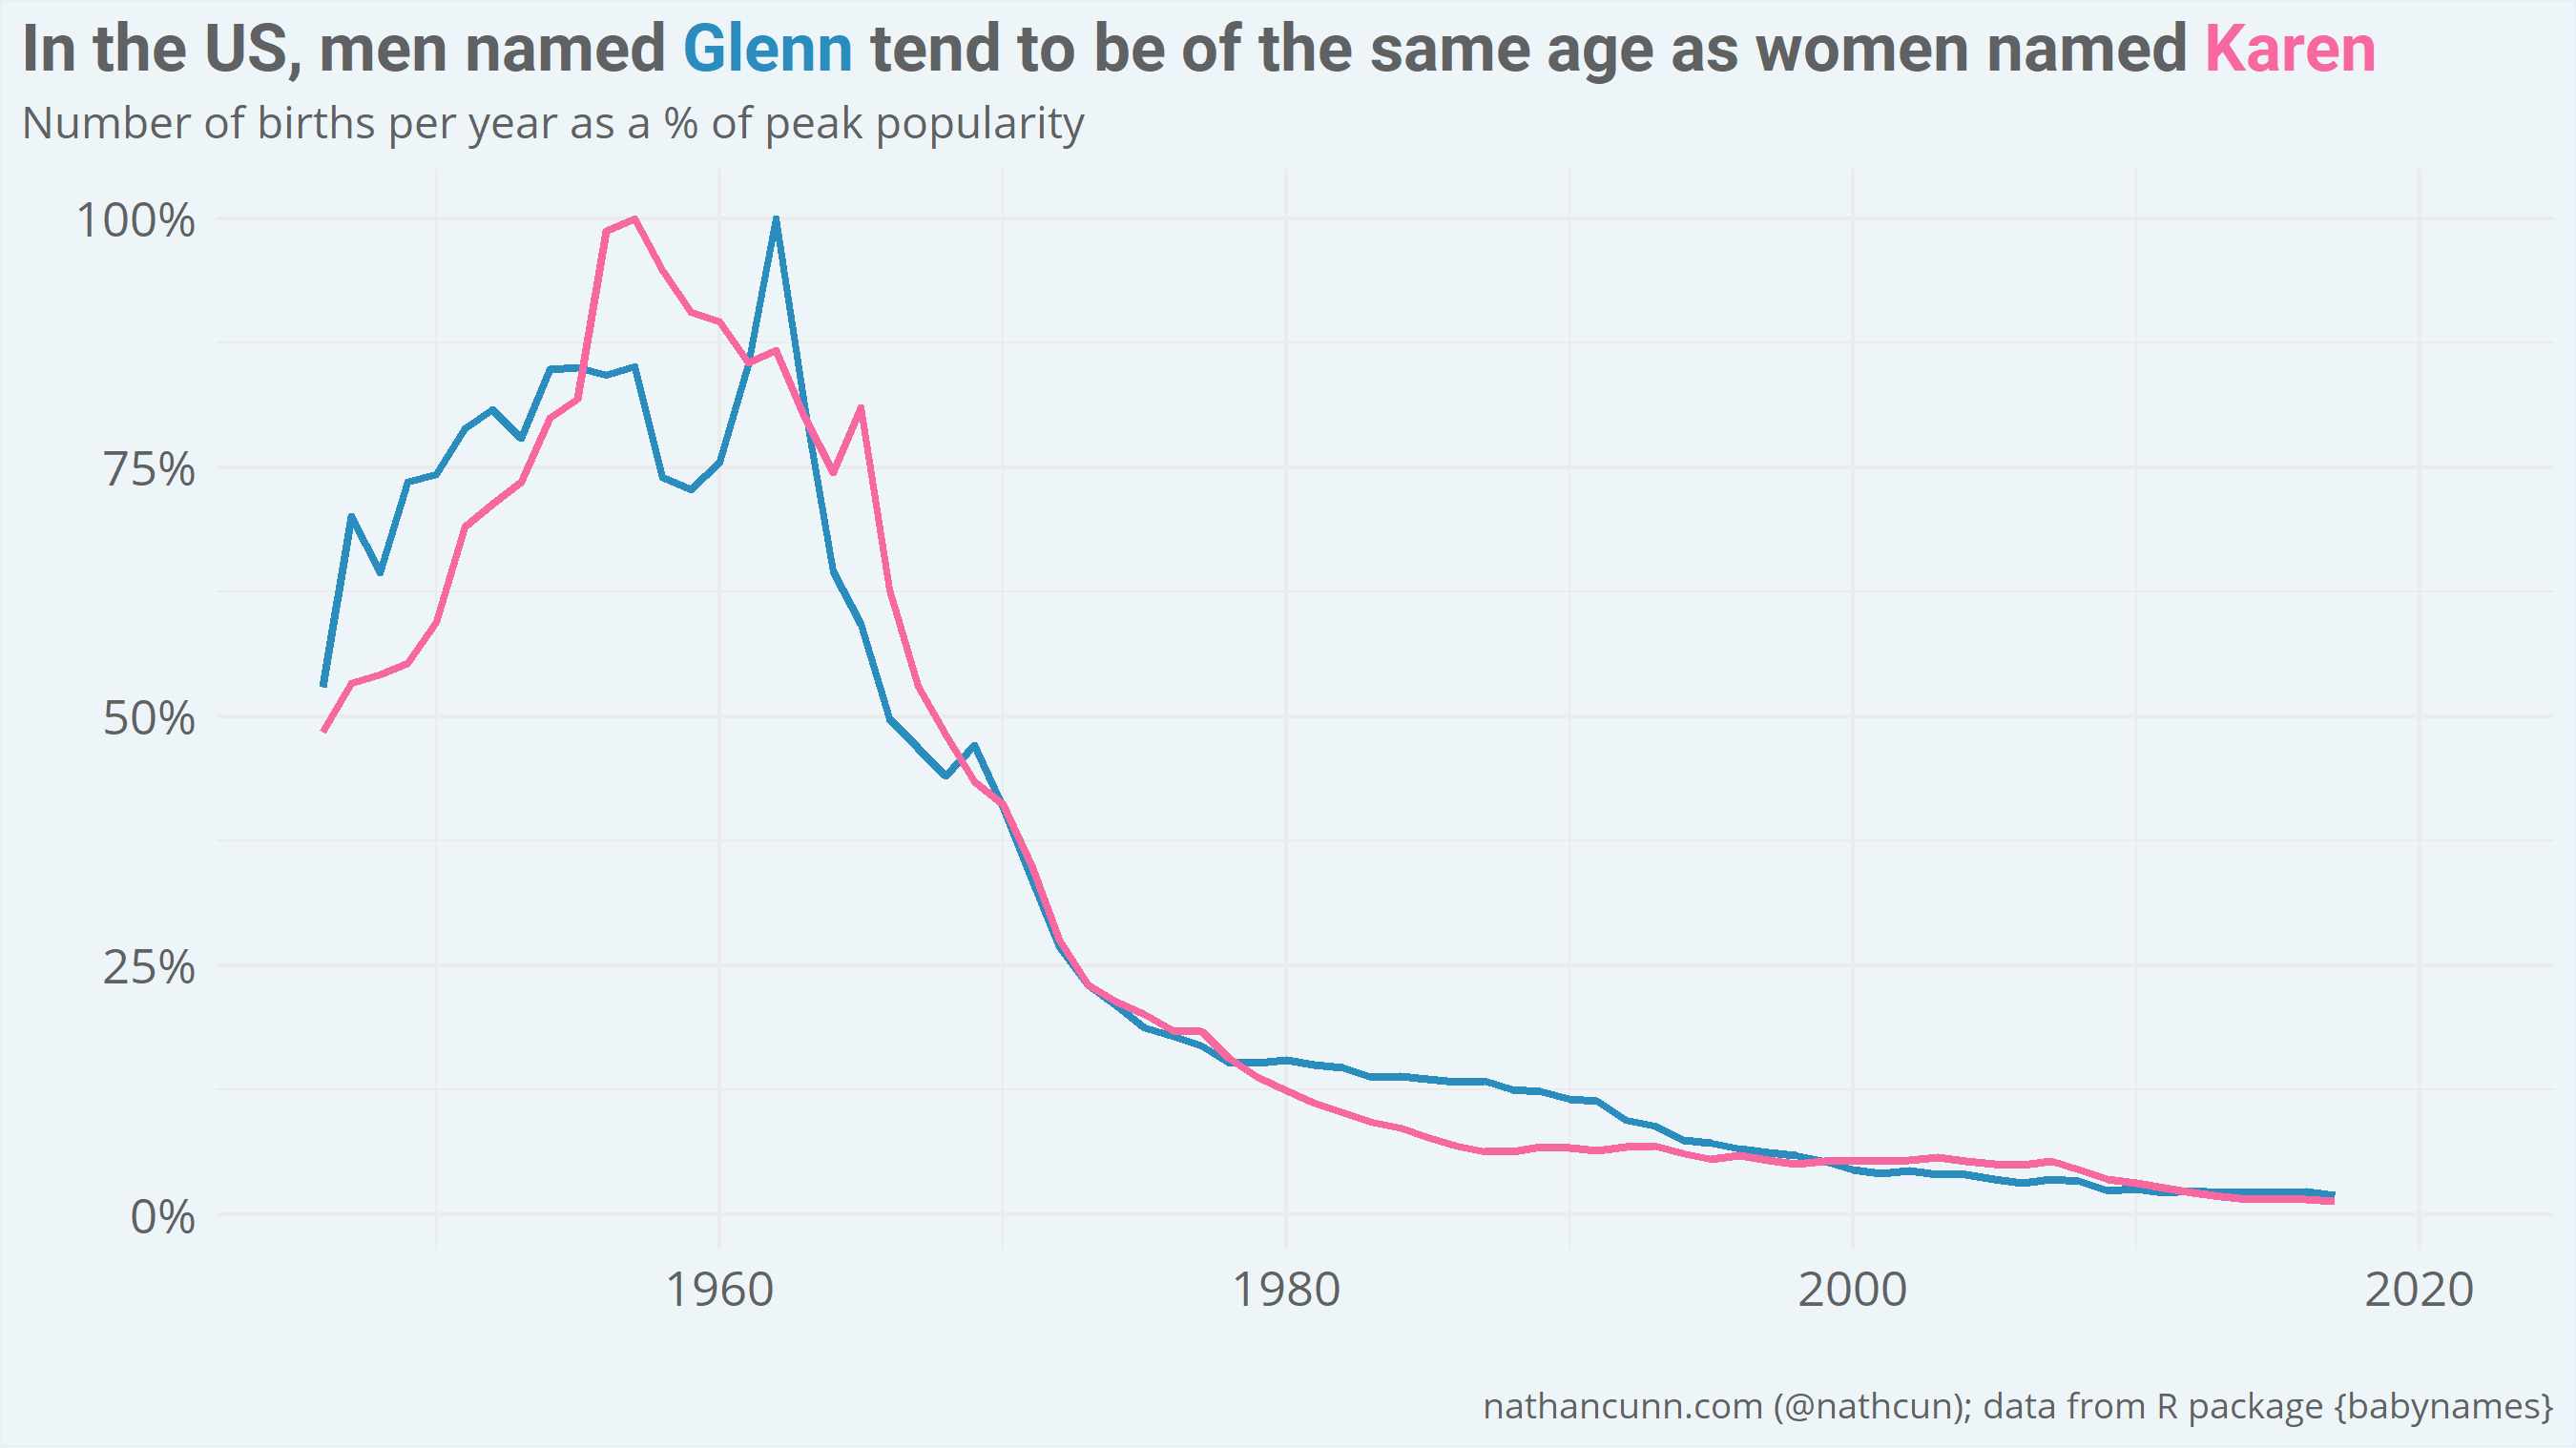 In the US, men named Glenn tend to be of the same age as women named Karen
Number of births per year as a % of peak popularity
100%
75%
50%
25%
0%
1960 1980 2000 2020
nathancunn.com (@nathcun); data from R package {babynames}